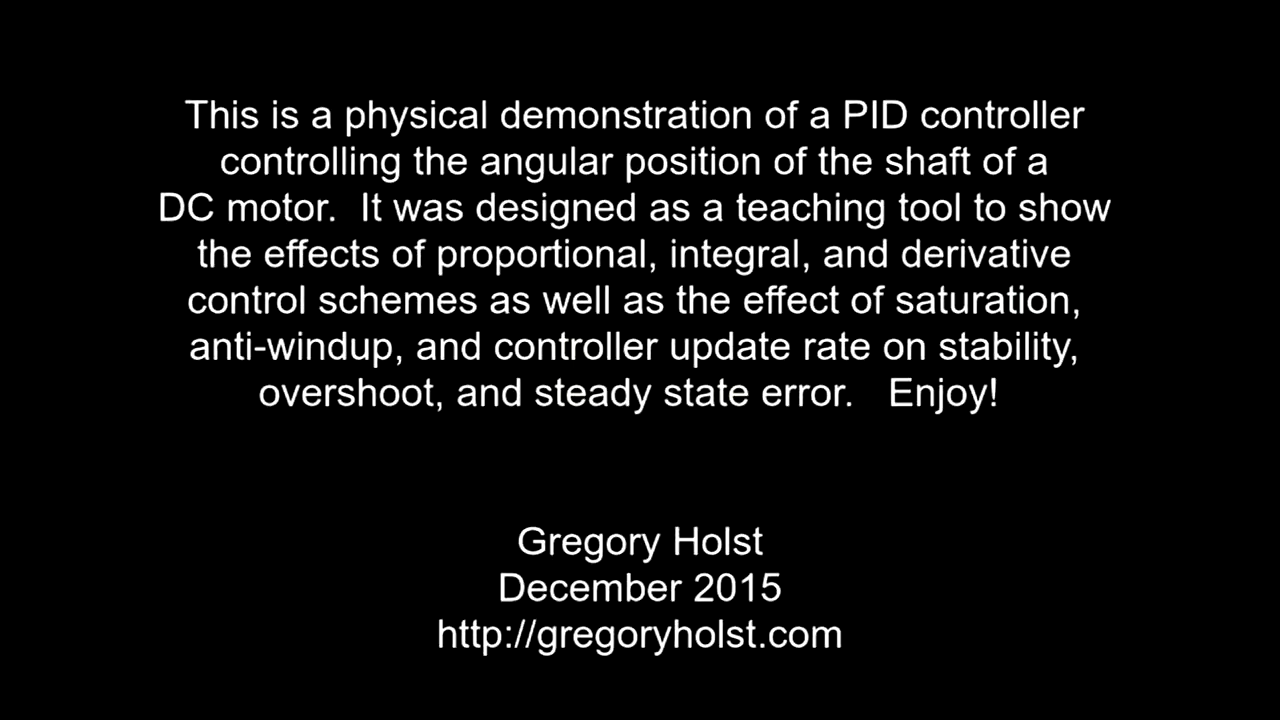 This is a physical demonstration of a PID controller
controlling the angular position of the shaft of a
DC motor.  It was designed as a teaching tool to show
the effects of proportional, integral, and derivative
control schemes as well as the effect of saturation,
anti-windup, and controller update rate on stability,
overshoot, and steady state error.   Enjoy!
Gregory Holst
December 2015
http://gregoryholst.com